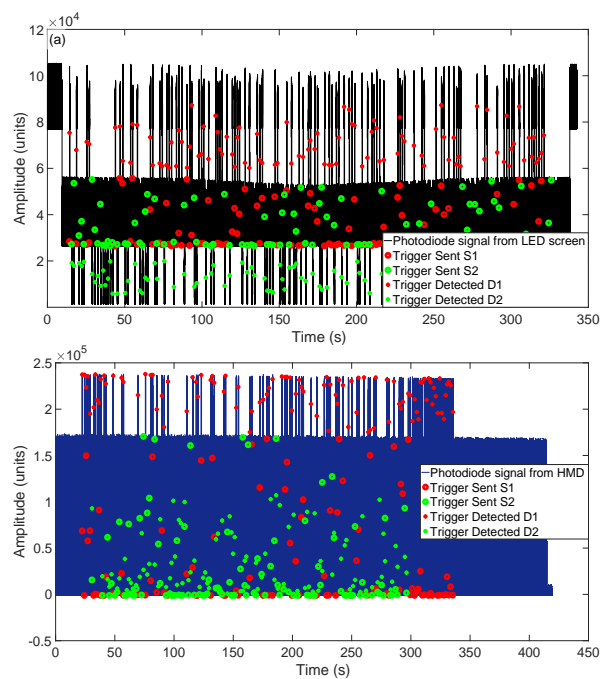 ×10⁴
(a)
12
10
8
6
4
2
Amplitude (units)
Photodiode signal from LED screen
Trigger Sent S1
Trigger Sent S2
Trigger Detected D1
Trigger Detected D2
0 50 100 150 200 250 300 350
Time (s)
×10⁵
2.5
2
1.5
1
0.5
0
-0.5
Amplitude (units)
Photodiode signal from HMD
Trigger Sent S1
Trigger Sent S2
Trigger Detected D1
Trigger Detected D2
0 50 100 150 200 250 300 350 400 450
Time (s)